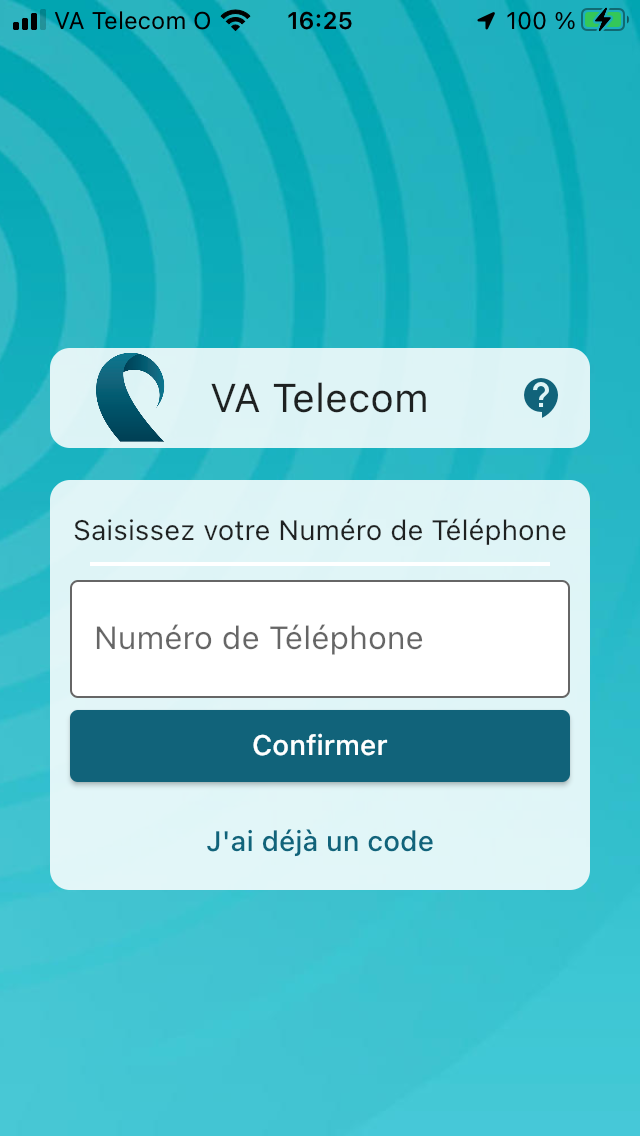 VA Telecom O 16:25 100 %
VA Telecom ?
Saisissez votre Numéro de Téléphone
Numéro de Téléphone
Confirmer
J'ai déjà un code